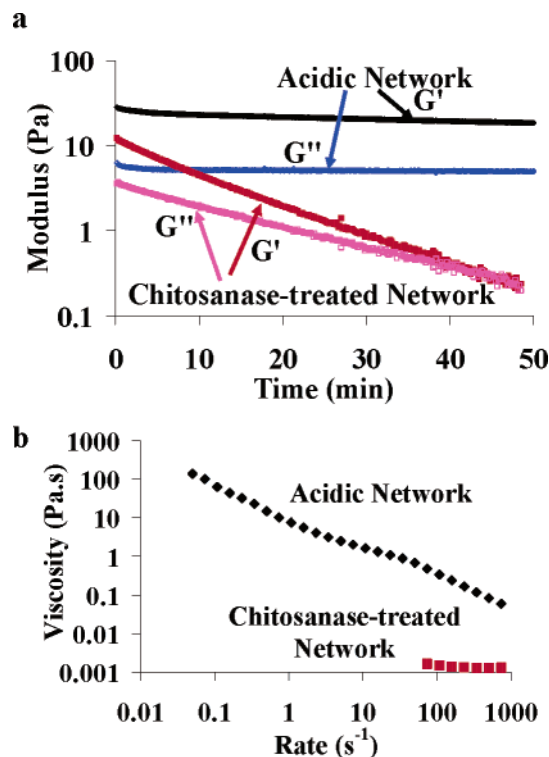 a
100
10
1
0.1
Modulus (Pa)
Acidic Network
G'
G''
G''
G'
Chitosanase-treated Network
0
10
20
30
40
50
Time (min)
b
1000
100
10
1
0.1
0.01
0.001
Viscosity (Pa.s)
Acidic Network
Chitosanase-treated
Network
0.01
0.1
1
10
100
1000
Rate (s⁻¹)